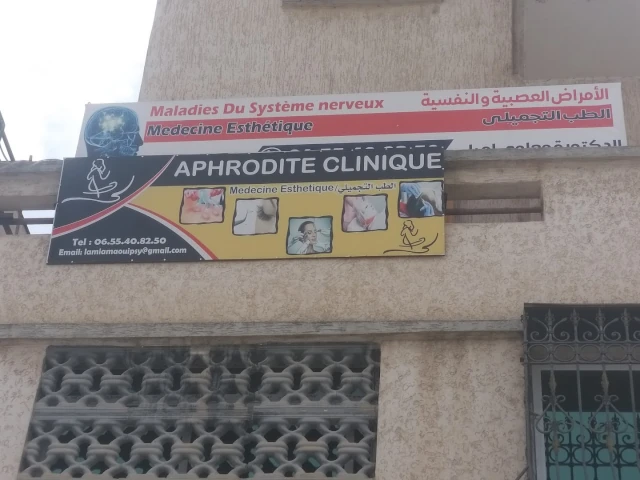 Maladies Du Système nerveux
الأمراض العصبية والنفسية
Medecine Esthétique
الطب التجميلي
APHRODITE CLINIQUE
Medecine Esthetique/الطب التجميلي
Tel : 06.55.40.82.50
Email: lamiamaouipsy@gmail.com